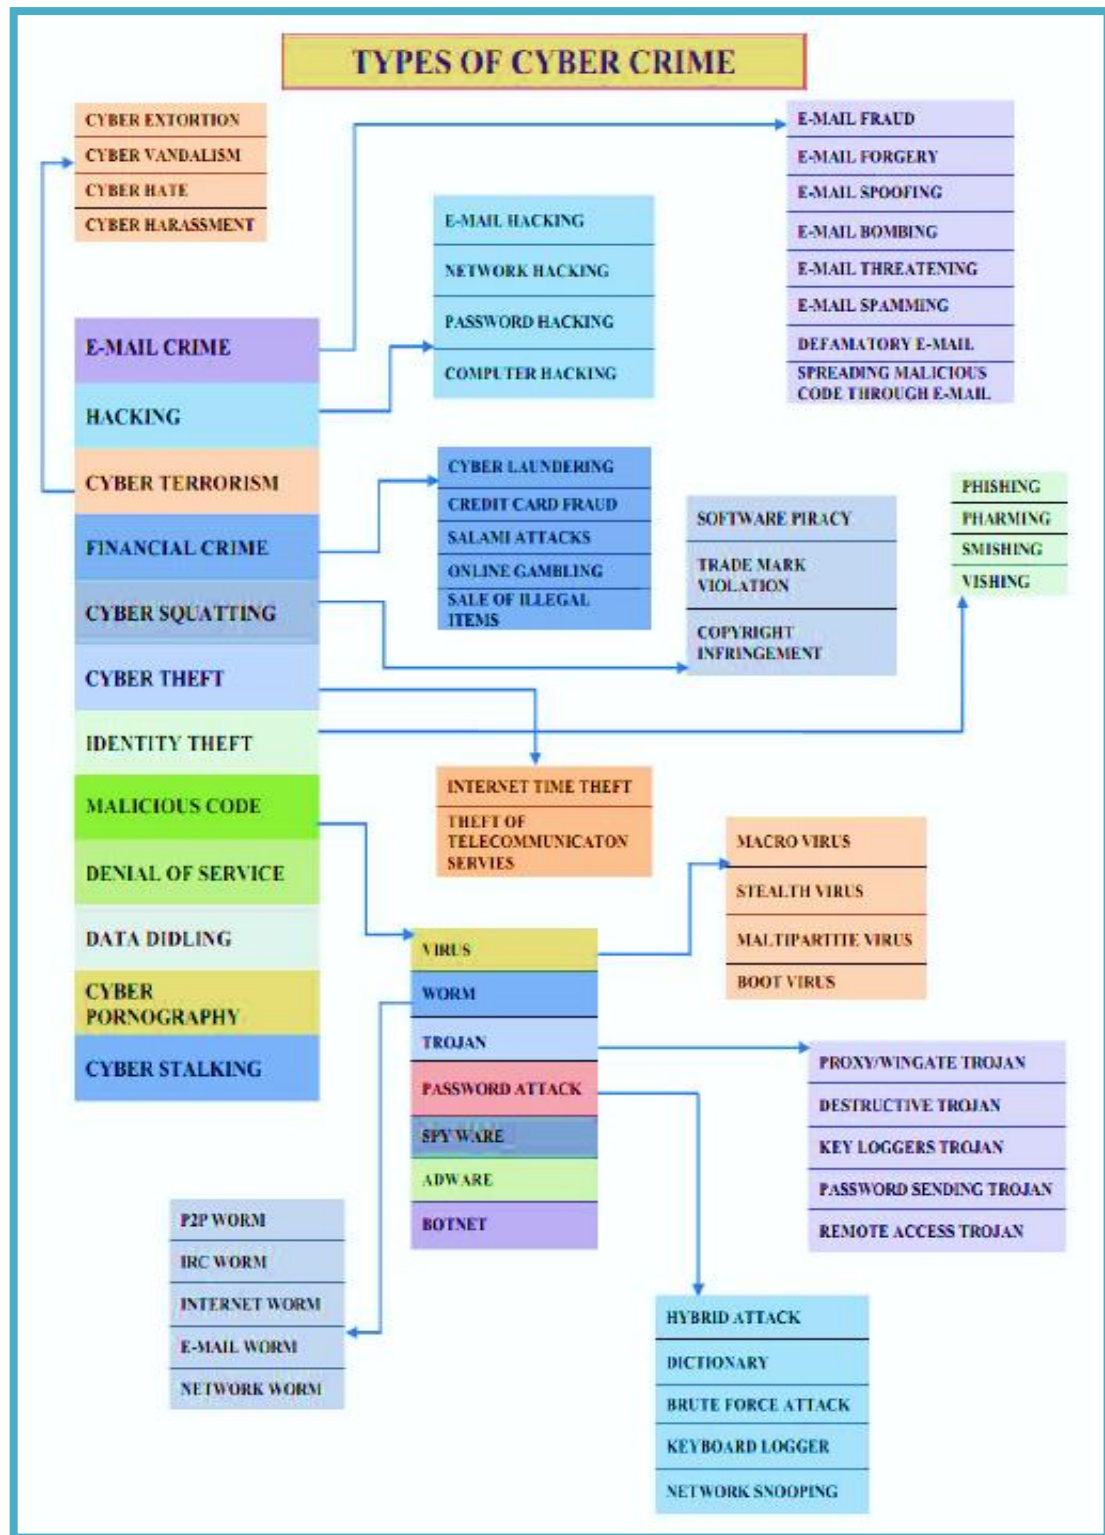 TYPES OF CYBER CRIME
CYBER EXTORTION
CYBER VANDALISM
CYBER HATE
CYBER HARASSMENT
E-MAIL FRAUD
E-MAIL FORGERY
E-MAIL SPOOFING
E-MAIL BOMBING
E-MAIL THREATENING
E-MAIL SPAMMING
DEFAMATORY E-MAIL
SPREADING MALICIOUS
CODE THROUGH E-MAIL
E-MAIL HACKING
NETWORK HACKING
PASSWORD HACKING
COMPUTER HACKING
E-MAIL CRIME
HACKING
CYBER TERRORISM
FINANCIAL CRIME
CYBER SQUATTING
CYBER THEFT
IDENTITY THEFT
MALICIOUS CODE
DENIAL OF SERVICE
DATA DIDLING
CYBER
PORNOGRAPHY
CYBER STALKING
CYBER LAUNDERING
CREDIT CARD FRAUD
SALAMI ATTACKS
ONLINE GAMBLING
SALE OF ILLEGAL
ITEMS
SOFTWARE PIRACY
TRADE MARK
VIOLATION
COPYRIGHT
INFRINGEMENT
PHISHING
PHARMING
SMISHING
VISHING
INTERNET TIME THEFT
THEFT OF
TELECOMMUNICATON
SERVIES
MACRO VIRUS
STEALTH VIRUS
MALTIPARTITE VIRUS
BOOT VIRUS
VIRUS
WORM
TROJAN
PASSWORD ATTACK
SPY WARE
ADWARE
BOTNET
PROXY/WINGATE TROJAN
DESTRUCTIVE TROJAN
KEY LOGGERS TROJAN
PASSWORD SENDING TROJAN
REMOTE ACCESS TROJAN
P2P WORM
IRC WORM
INTERNET WORM
E-MAIL WORM
NETWORK WORM
HYBRID ATTACK
DICTIONARY
BRUTE FORCE ATTACK
KEYBOARD LOGGER
NETWORK SNOOPING